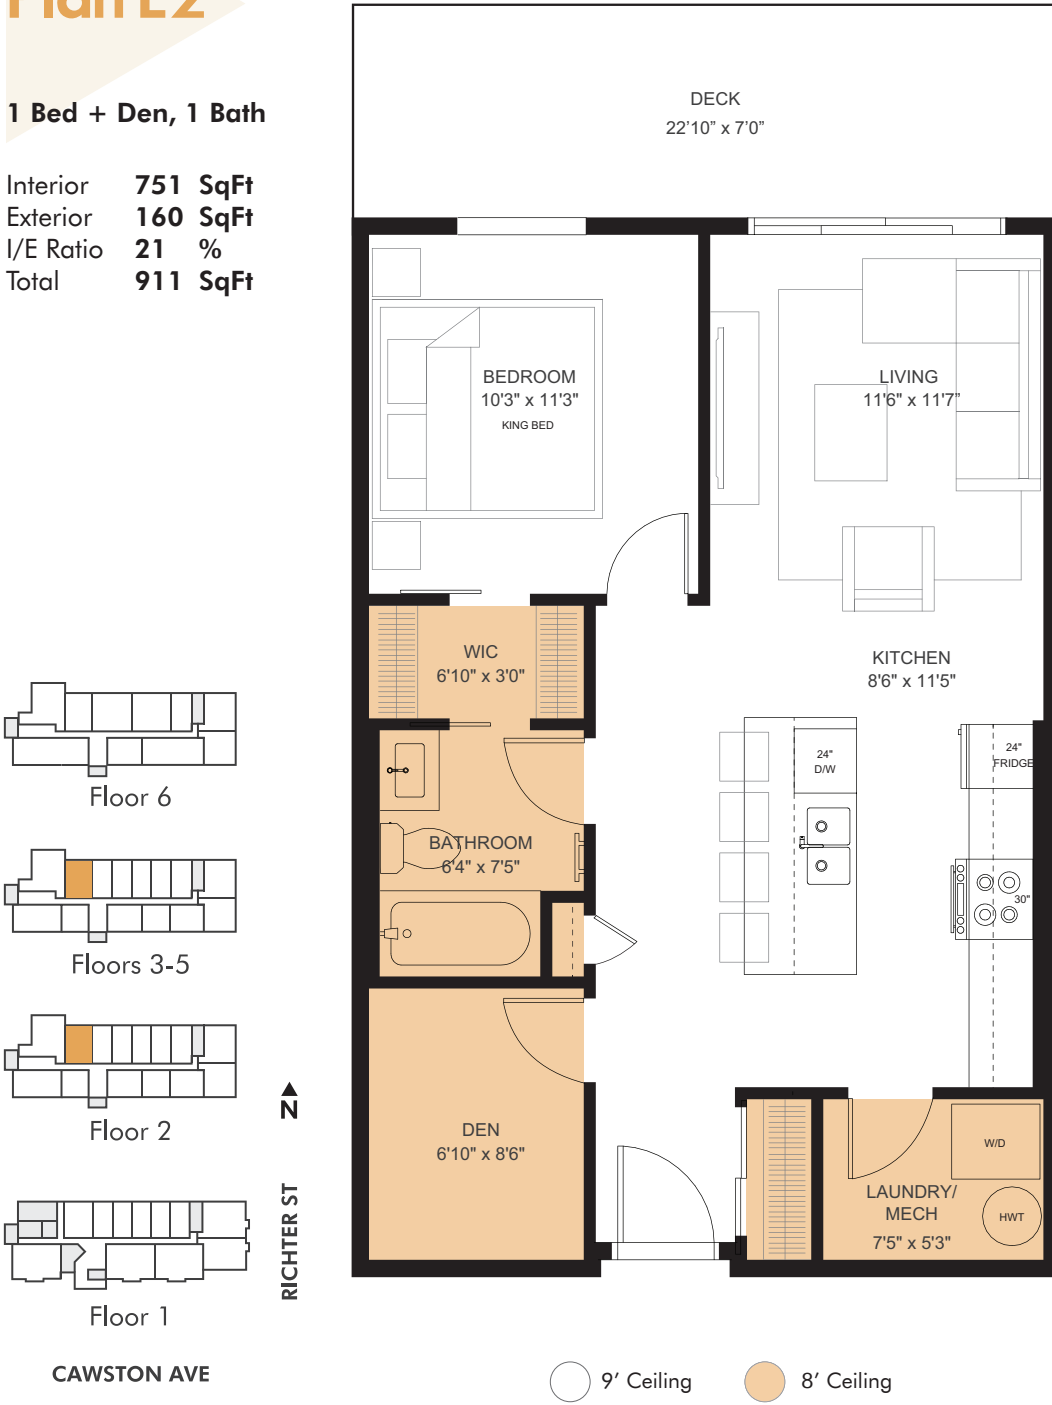 Plan E2
1 Bed + Den, 1 Bath
Interior 751 SqFt
Exterior 160 SqFt
I/E Ratio 21 %
Total 911 SqFt
DECK
22'10" x 7'0"
BEDROOM
10'3" x 11'3"
KING BED
LIVING
11'6" x 11'7"
WIC
6'10" x 3'0"
KITCHEN
8'6" x 11'5"
24"
D/W
24"
FRIDGE
30"
BATHROOM
6'4" x 7'5"
DEN
6'10" x 8'6"
W/D
LAUNDRY/
MECH
7'5" x 5'3"
HWT
Floor 6
Floors 3-5
Floor 2
Floor 1
N
RICHTER ST
CAWSTON AVE
9' Ceiling
8' Ceiling